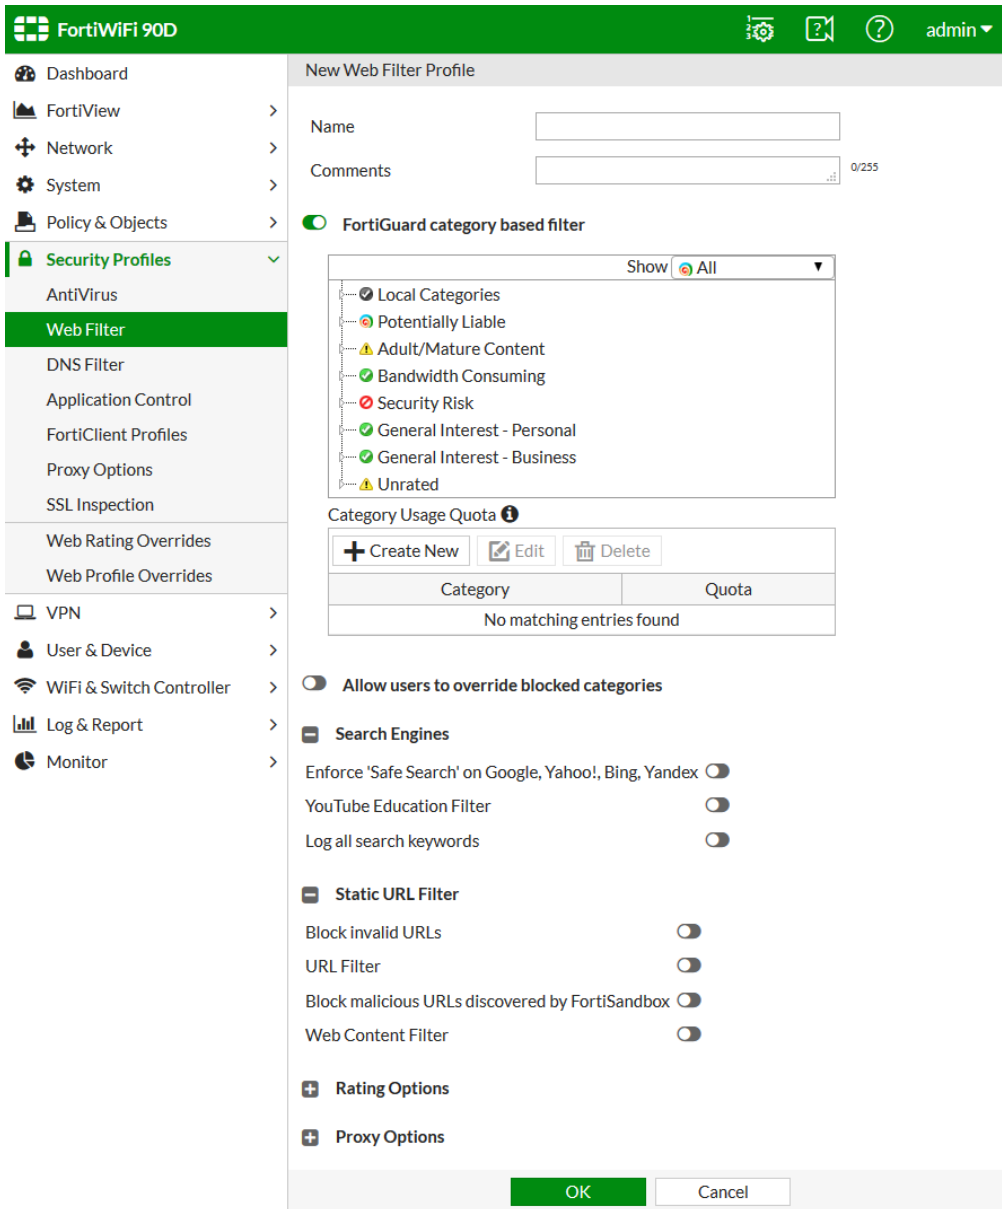 FortiWiFi 90D
admin
Dashboard
FortiView
Network
System
Policy & Objects
Security Profiles
AntiVirus
Web Filter
DNS Filter
Application Control
FortiClient Profiles
Proxy Options
SSL Inspection
Web Rating Overrides
Web Profile Overrides
VPN
User & Device
WiFi & Switch Controller
Log & Report
Monitor
New Web Filter Profile
Name
Comments
0/255
FortiGuard category based filter
Show All
Local Categories
Potentially Liable
Adult/Mature Content
Bandwidth Consuming
Security Risk
General Interest - Personal
General Interest - Business
Unrated
Category Usage Quota
Create New Edit Delete
Category Quota
No matching entries found
Allow users to override blocked categories
Search Engines
Enforce 'Safe Search' on Google, Yahoo!, Bing, Yandex
YouTube Education Filter
Log all search keywords
Static URL Filter
Block invalid URLs
URL Filter
Block malicious URLs discovered by FortiSandbox
Web Content Filter
Rating Options
Proxy Options
OK Cancel